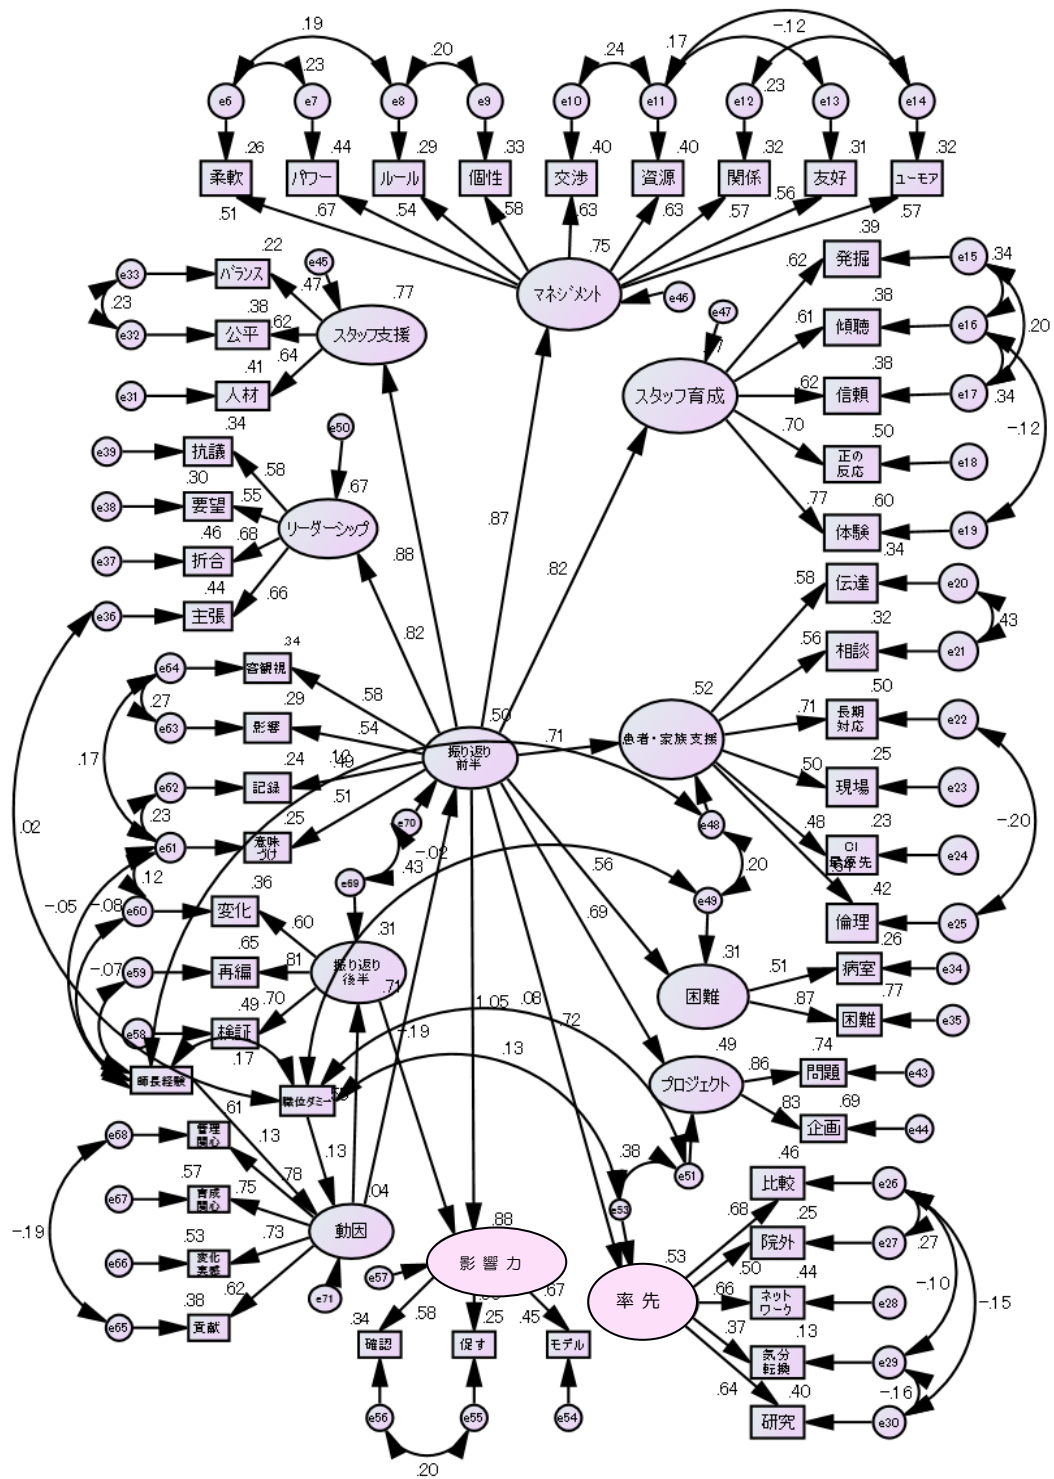 .19
-.12
.23
.20
.24
.17
.23
e6
e7
e8
e9
e10
e11
e12
e13
e14
.26
.44
.29
.33
.40
.40
.32
.31
.32
柔軟
パワー
ルール
個性
交渉
資源
関係
友好
ユーモア
.51
.67
.54
.58
.63
.63
.57
.56
.57
.75
マネジメント
e46
e33
e32
e31
.23
.22
バランス
.38
公平
.41
人材
.47
.62
.64
e45
.77
スタッフ支援
e47
スタッフ育成
.62
.61
.62
.70
.77
.39
発掘
.38
傾聴
.38
信頼
.50
正の
反応
.60
体験
e15
e16
e17
e18
e19
.34
.20
.34
-.12
e39
e38
e37
e36
.34
抗議
.30
要望
.46
折合
.44
主張
.58
.55
.68
.66
e50
.67
リーダーシップ
.88
.87
.82
.82
.34
伝達
.32
相談
.50
長期
対応
.25
現場
.23
CI
最優先
.42
倫理
.58
.56
.71
.50
.48
e20
e21
e22
e23
e24
e25
.43
-.20
.52
患者・家族支援
.71
e48
.20
e49
e64
e63
e62
e61
e60
e59
e58
.27
.17
.23
.12
.02
.34
客観視
.29
影響
.24
記録
.25
意味
づけ
.58
.54
.49
.51
.50
振り返り
前半
e70
.43
-.02
e69
.36
変化
.65
再編
.49
検証
.60
.81
.70
.31
振り返り
後半
.71
-.05
-.08
-.07
師長経験
.17
職位ダミー
.56
.69
.31
困難
.51
.87
.26
病室
.77
困難
e34
e35
1.05
.08
.72
-.19
.13
.49
プロジェクト
.86
.83
.74
問題
.69
企画
e43
e44
.38
e51
e53
.61
.13
.13
.78
.75
.73
.62
管理
関心
.57
育成
関心
.53
変化
実感
.38
貢献
e68
e67
e66
e65
-.19
.04
動因
e71
e57
.88
影響力
.58
.67
.34
確認
.25
促す
.45
モデル
e56
e55
e54
.20
.53
率先
.68
.50
.66
.37
.64
.46
比較
.25
院外
.44
ネット
ワーク
.13
気分
転換
.40
研究
e26
e27
e28
e29
e30
.27
-.10
-.15
-.16